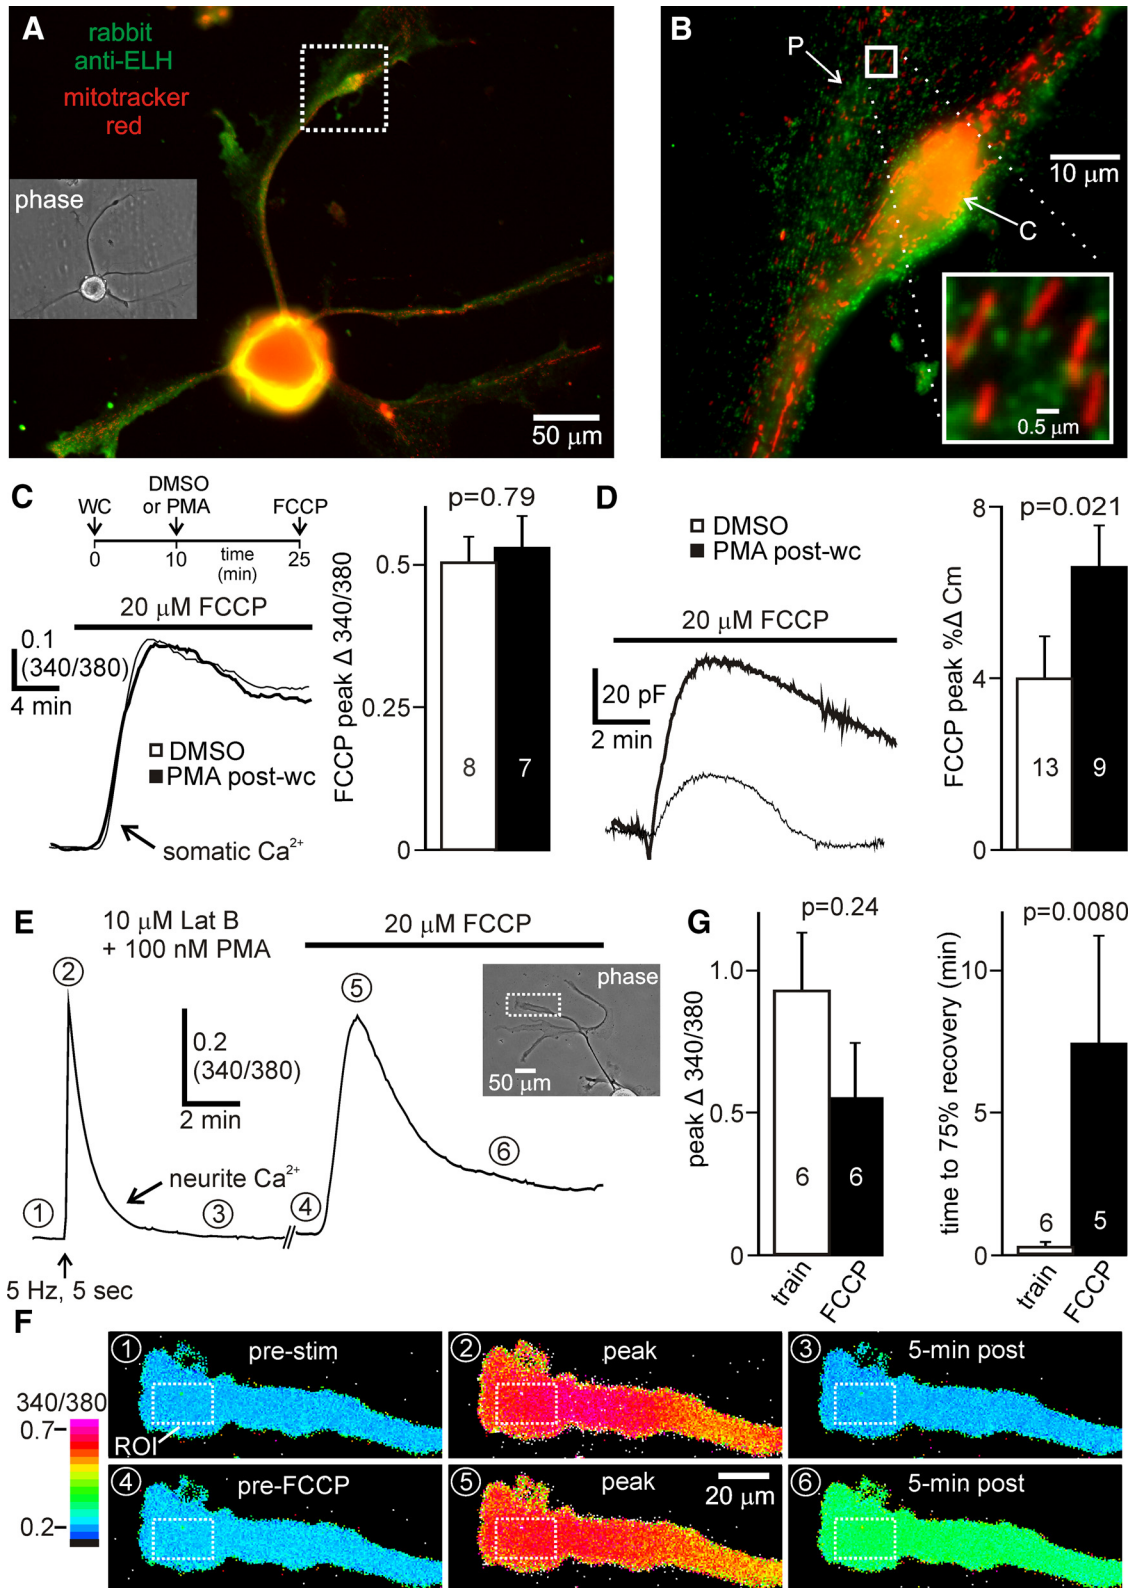 A
rabbit
anti-ELH
mitotracker
red
phase
50 μm
B
P
C
10 μm
0.5 μm
C
WC
DMSO
or PMA
FCCP
0
10
time
(min)
25
20 μM FCCP
0.1
(340/380)
4 min
DMSO
PMA post-wc
somatic Ca²⁺
p=0.79
FCCP peak Δ 340/380
0.5
0.25
0
8
7
D
DMSO
PMA post-wc
20 μM FCCP
20 pF
2 min
p=0.021
FCCP peak %Δ Cm
8
4
0
13
9
E
10 μM Lat B
+ 100 nM PMA
20 μM FCCP
①
②
③
④
⑤
⑥
0.2
(340/380)
2 min
neurite Ca²⁺
5 Hz, 5 sec
phase
50 μm
G
p=0.24
peak Δ 340/380
1.0
0.5
0
6
6
train
FCCP
p=0.0080
time to 75% recovery (min)
10
5
0
6
5
train
FCCP
F
340/380
0.7
0.2
① pre-stim
ROI
② peak
③ 5-min post
④ pre-FCCP
⑤ peak
20 μm
⑥ 5-min post